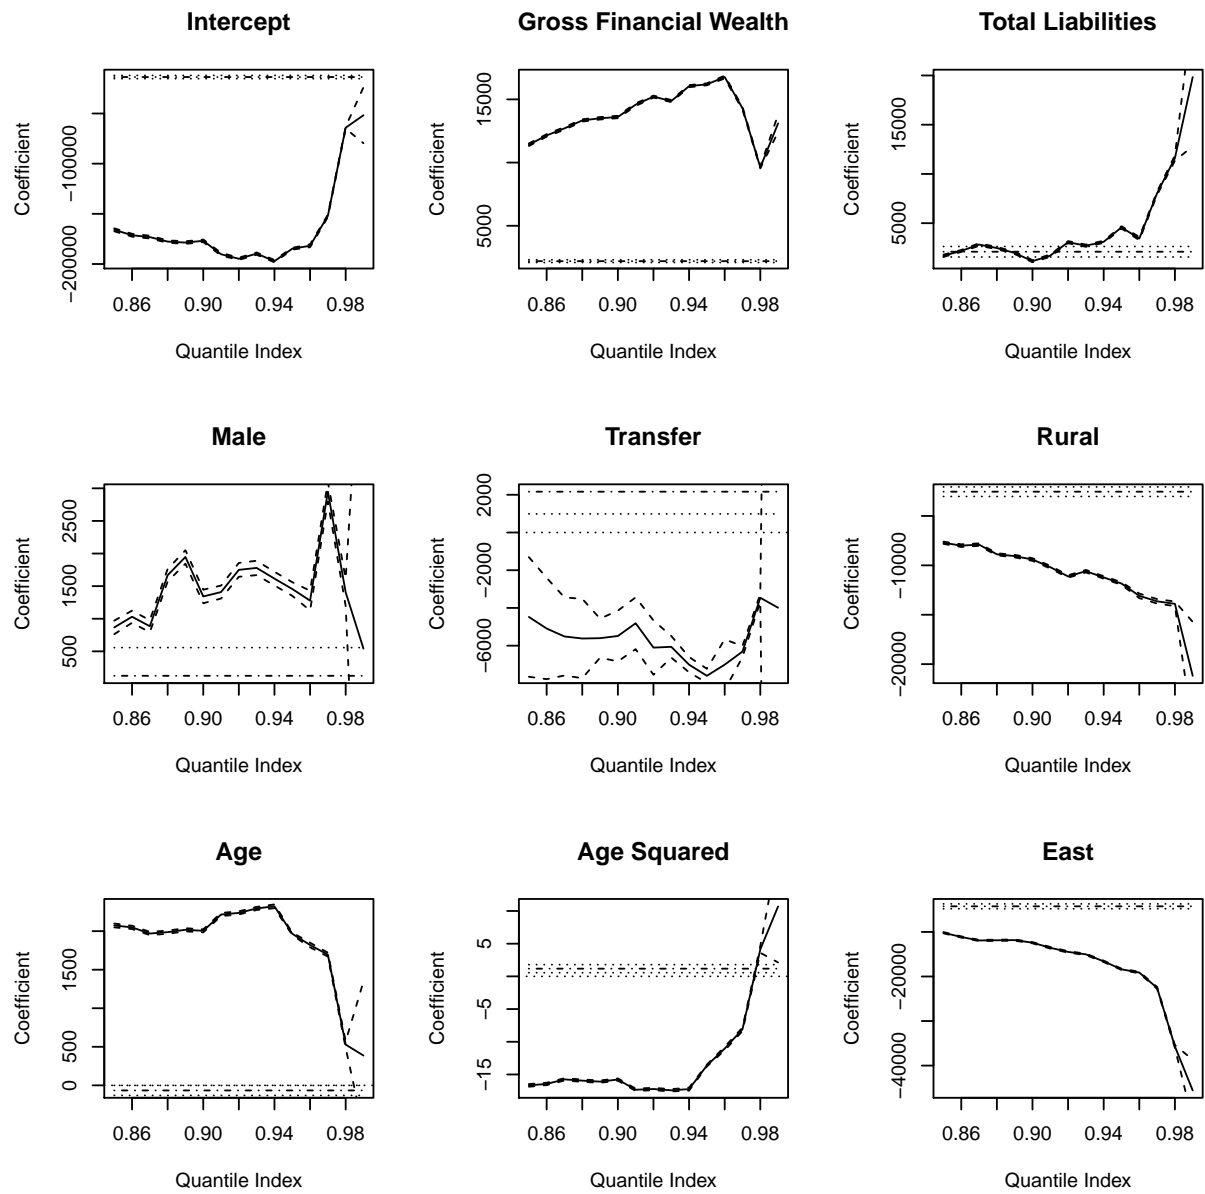 Intercept
Gross Financial Wealth
Total Liabilities
Coefficient
−200000
−100000
0.86 0.90 0.94 0.98
Quantile Index
Coefficient
5000
15000
0.86 0.90 0.94 0.98
Quantile Index
Coefficient
5000
15000
0.86 0.90 0.94 0.98
Quantile Index
Male
Transfer
Rural
Coefficient
500
1500
2500
0.86 0.90 0.94 0.98
Quantile Index
Coefficient
−6000
−2000
2000
0.86 0.90 0.94 0.98
Quantile Index
Coefficient
−20000
−10000
0.86 0.90 0.94 0.98
Quantile Index
Age
Age Squared
East
Coefficient
0
500
1500
0.86 0.90 0.94 0.98
Quantile Index
Coefficient
−15
−5
5
0.86 0.90 0.94 0.98
Quantile Index
Coefficient
−40000
−20000
0.86 0.90 0.94 0.98
Quantile Index